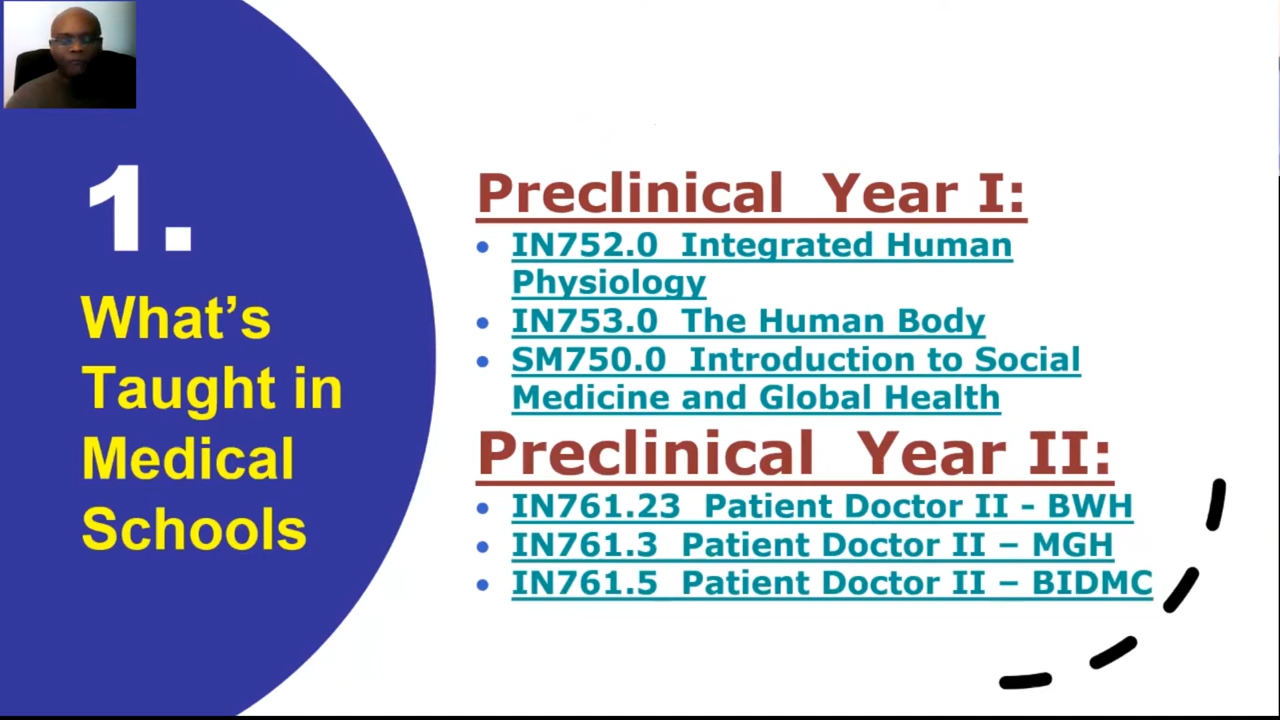 1.
What's
Taught in
Medical
Schools
Preclinical Year I:
• IN752.0 Integrated Human
Physiology
• IN753.0 The Human Body
• SM750.0 Introduction to Social
Medicine and Global Health
Preclinical Year II:
• IN761.23 Patient Doctor II - BWH
• IN761.3 Patient Doctor II – MGH
• IN761.5 Patient Doctor II – BIDMC